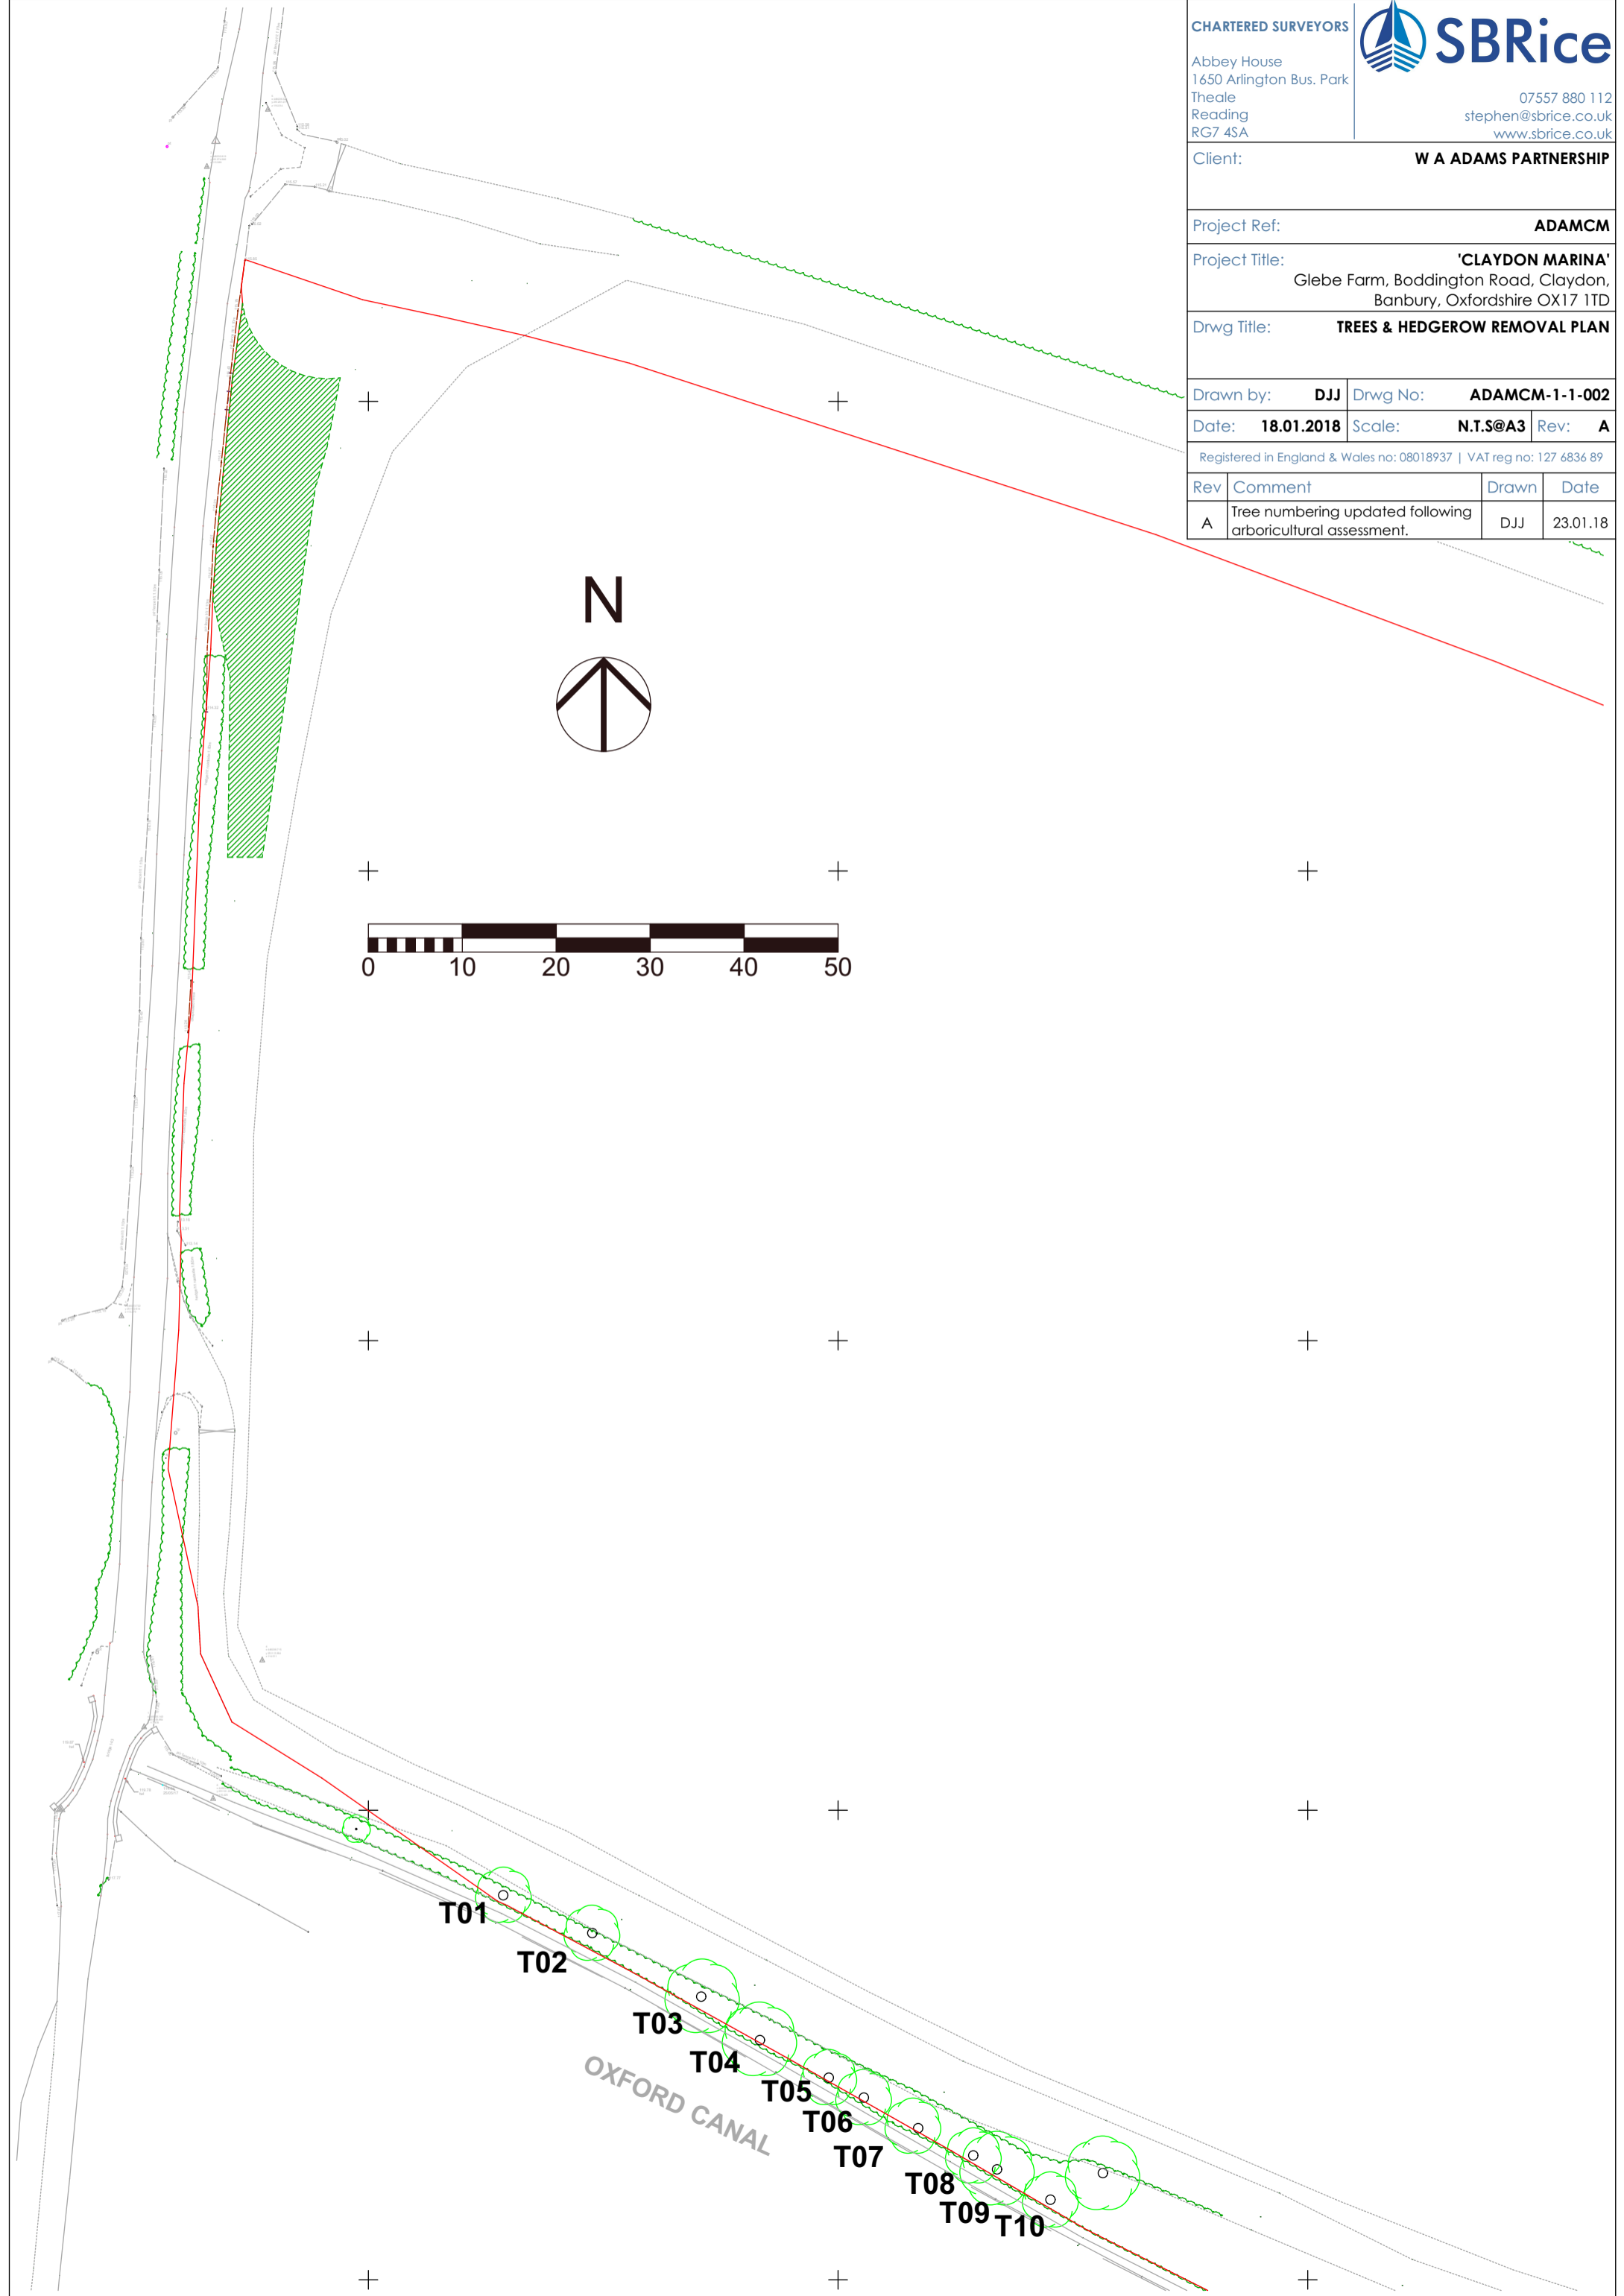 CHARTERED SURVEYORS
SBRice
Abbey House
1650 Arlington Bus. Park
Theale
Reading
RG7 4SA
07557 880 112
stephen@sbrice.co.uk
www.sbrice.co.uk
Client: W A ADAMS PARTNERSHIP
Project Ref: ADAMCM
Project Title: 'CLAYDON MARINA'
Glebe Farm, Boddington Road, Claydon,
Banbury, Oxfordshire OX17 1TD
Drwg Title: TREES & HEDGEROW REMOVAL PLAN
Drawn by: DJJ Drwg No: ADAMCM-1-1-002
Date: 18.01.2018 Scale: N.T.S@A3 Rev: A
Registered in England & Wales no: 08018937 | VAT reg no: 127 6836 89
Rev Comment Drawn Date
A Tree numbering updated following
arboricultural assessment. DJJ 23.01.18
N
0 10 20 30 40 50
T01
T02
T03
T04
T05
T06
T07
T08
T09
T10
OXFORD CANAL